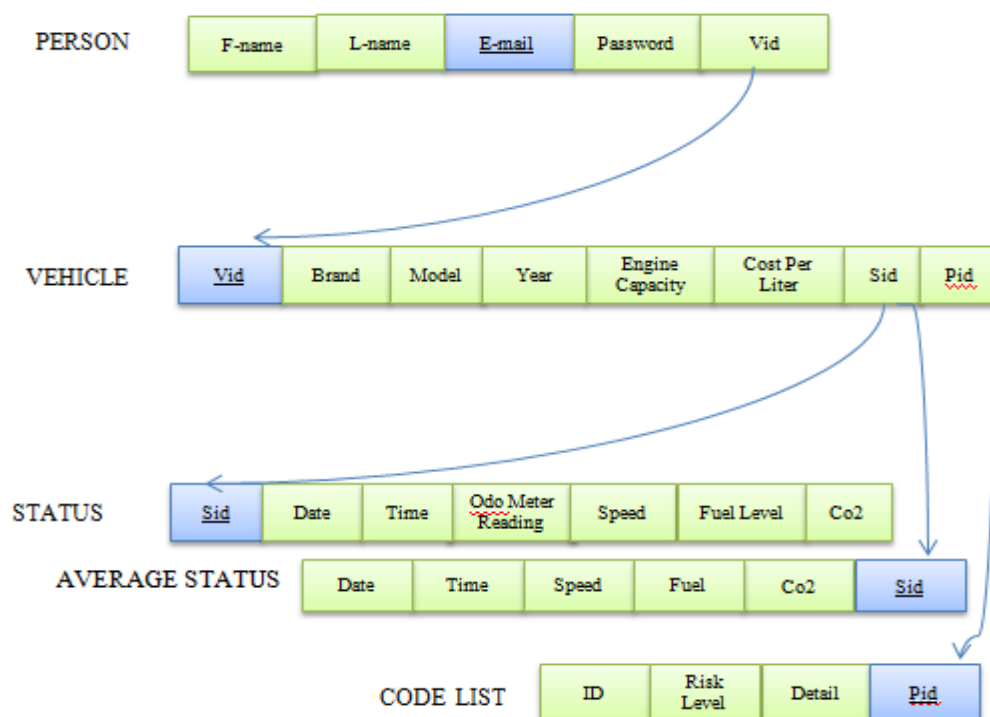 PERSON
F-name L-name E-mail Password Vid
VEHICLE
Vid Brand Model Year Engine Capacity Cost Per Liter Sid Pid
STATUS
Sid Date Time Odo Meter Reading Speed Fuel Level Co2
AVERAGE STATUS
Date Time Speed Fuel Co2 Sid
CODE LIST
ID Risk Level Detail Pid